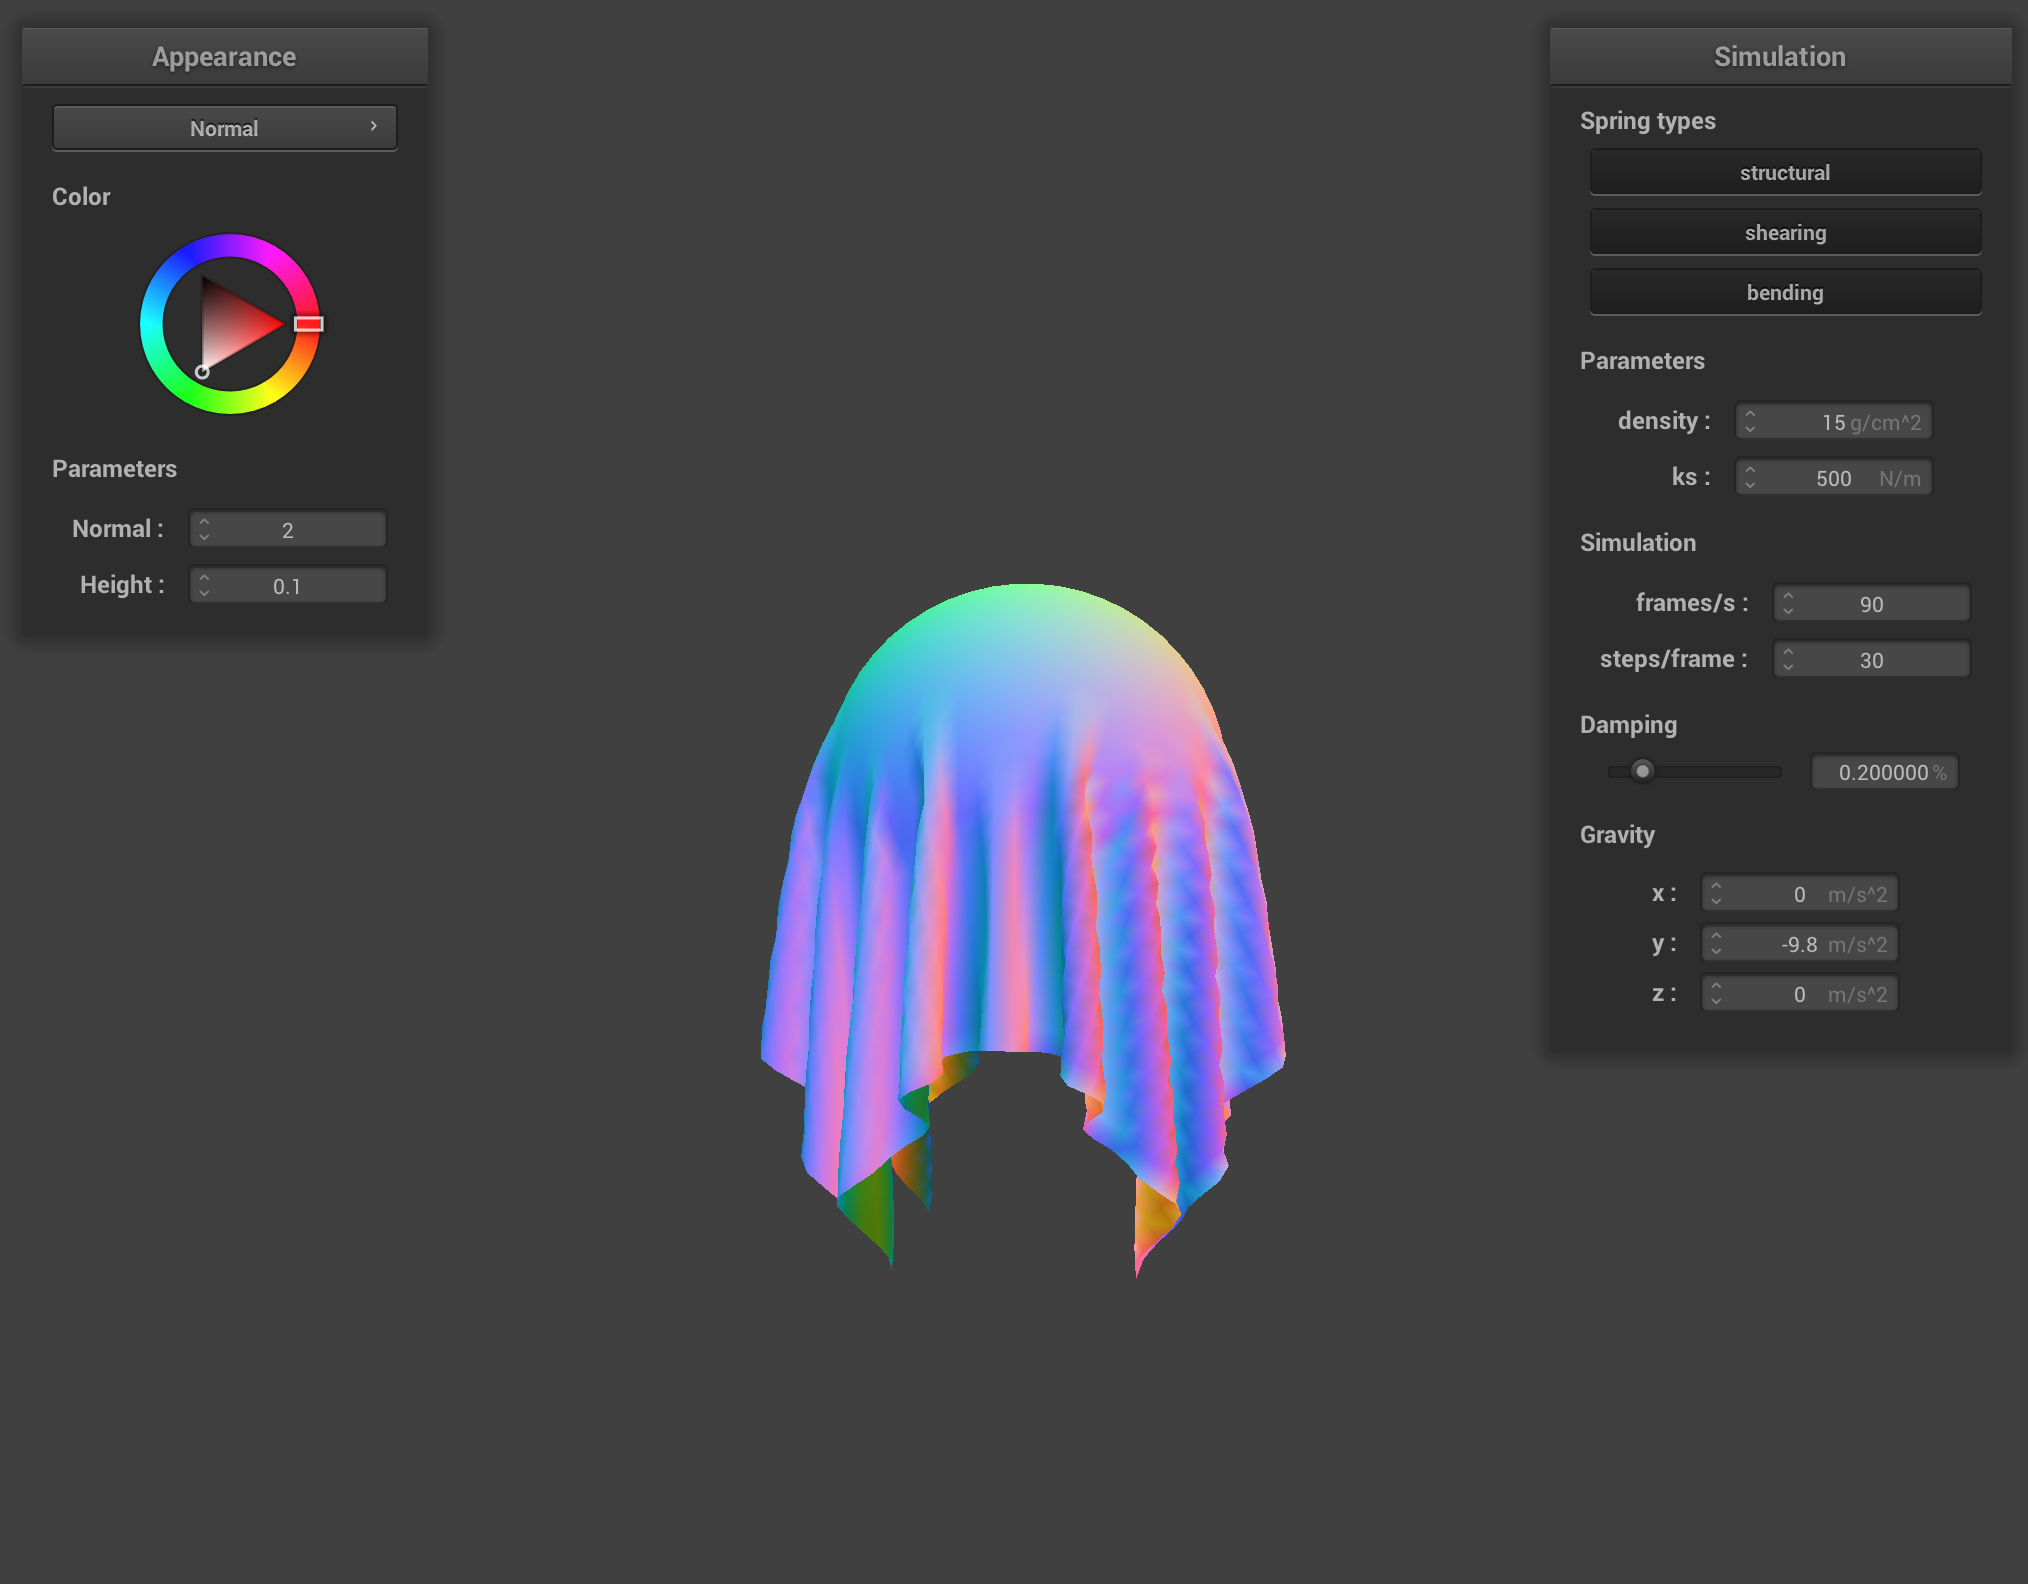 Appearance
Normal
Color
Parameters
Normal : 2
Height : 0.1
Simulation
Spring types
structural
shearing
bending
Parameters
density : 15 g/cm^2
ks : 500 N/m
Simulation
frames/s : 90
steps/frame : 30
Damping
0.200000 %
Gravity
x : 0 m/s^2
y : -9.8 m/s^2
z : 0 m/s^2